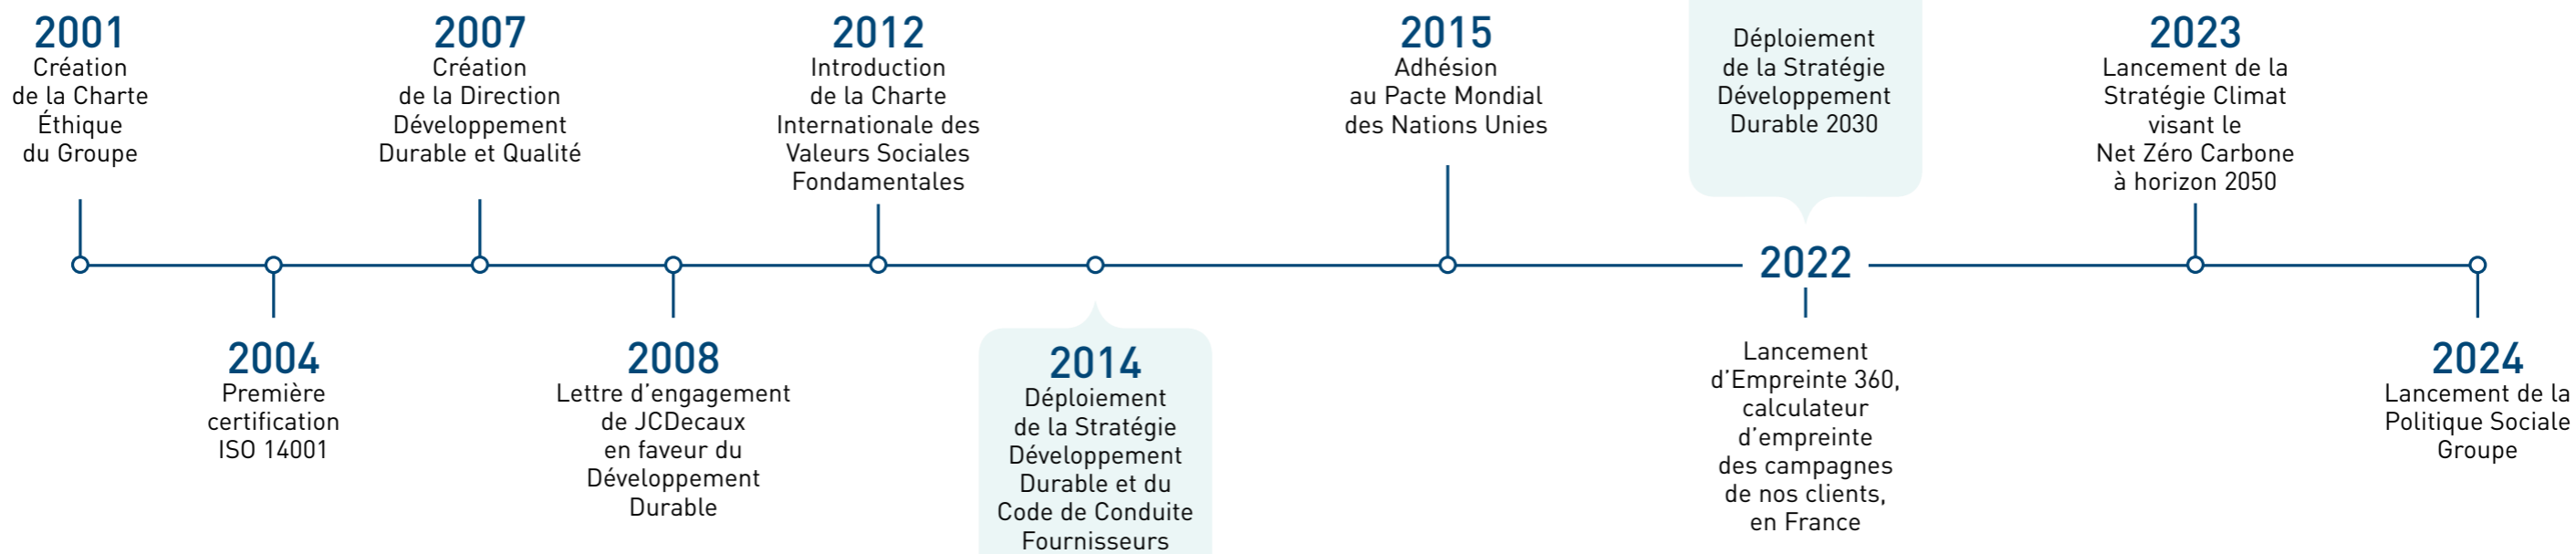 2001
Création
de la Charte
Éthique
du Groupe
2004
Première
certification
ISO 14001
2007
Création
de la Direction
Développement
Durable et Qualité
2008
Lettre d’engagement
de JCDecaux
en faveur du
Développement
Durable
2012
Introduction
de la Charte
Internationale des
Valeurs Sociales
Fondamentales
2014
Déploiement
de la Stratégie
Développement
Durable et du
Code de Conduite
Fournisseurs
2015
Adhésion
au Pacte Mondial
des Nations Unies
Déploiement
de la Stratégie
Développement
Durable 2030
2022
Lancement
d’Empreinte 360,
calculateur
d’empreinte
des campagnes
de nos clients,
en France
2023
Lancement de la
Stratégie Climat
visant le
Net Zéro Carbone
à horizon 2050
2024
Lancement de la
Politique Sociale
Groupe